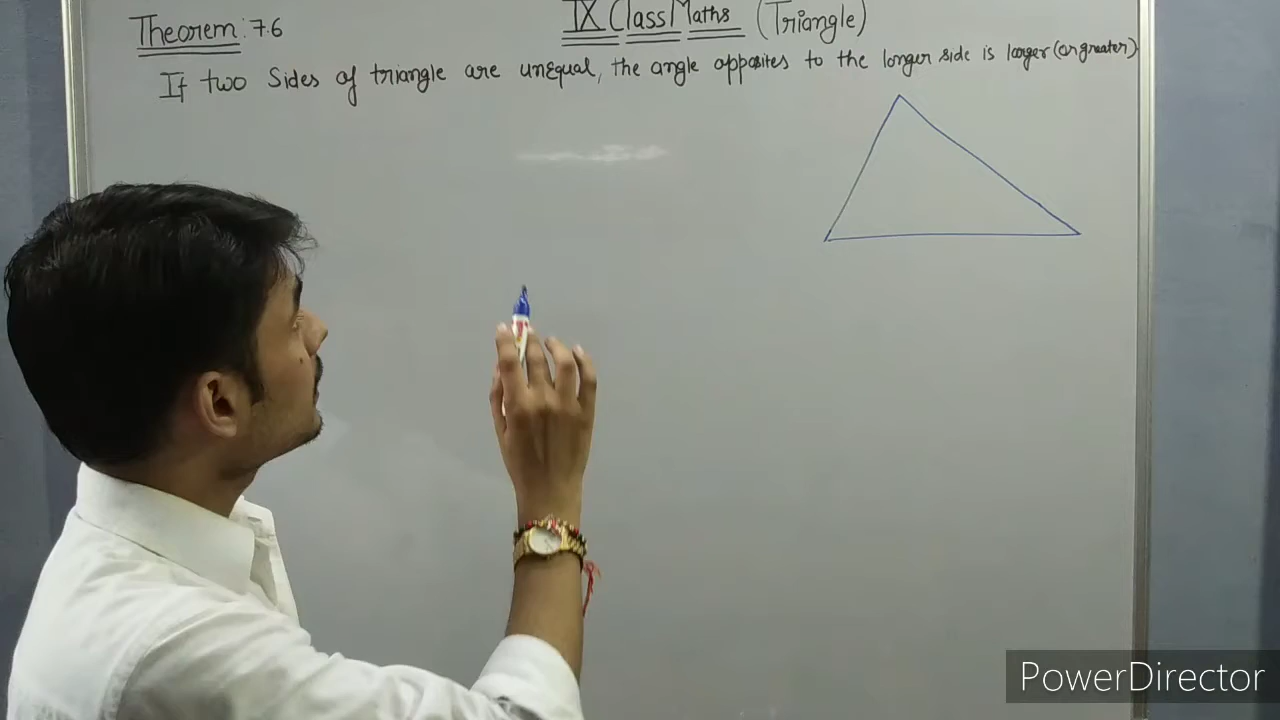 IX Class Maths (Triangle)
Theorem: 7.6
If two Sides of triangle are unequal, the angle opposites to the longer side is larger (or greater)
PowerDirector